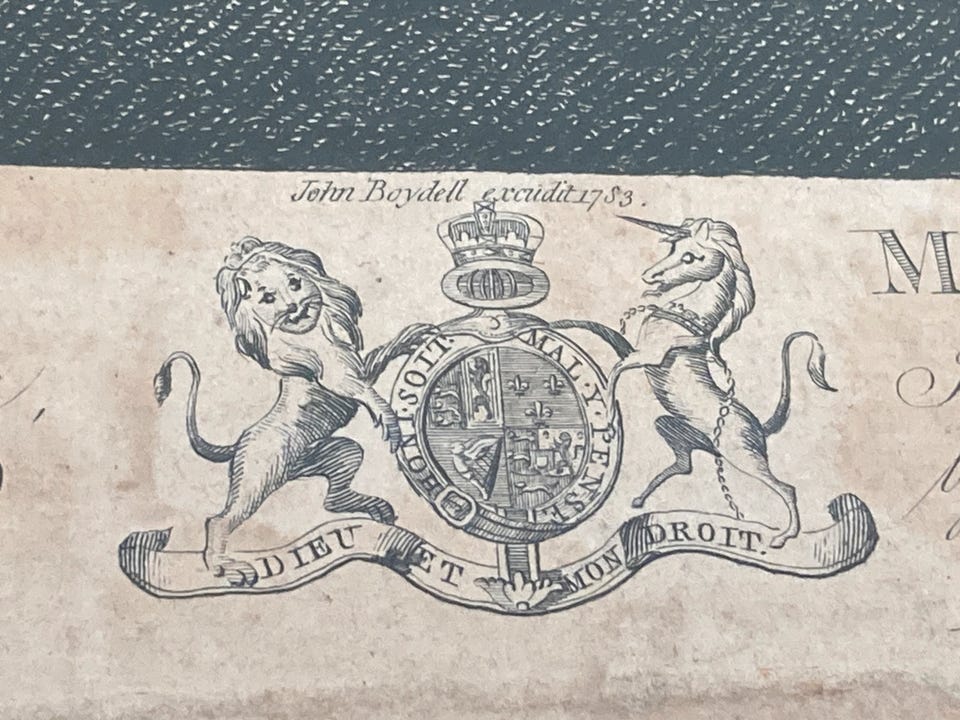 John Boydell excudit 1783.
HONI · SOIT · MAL · Y · PENSE
DIEU ET MON DROIT.
M